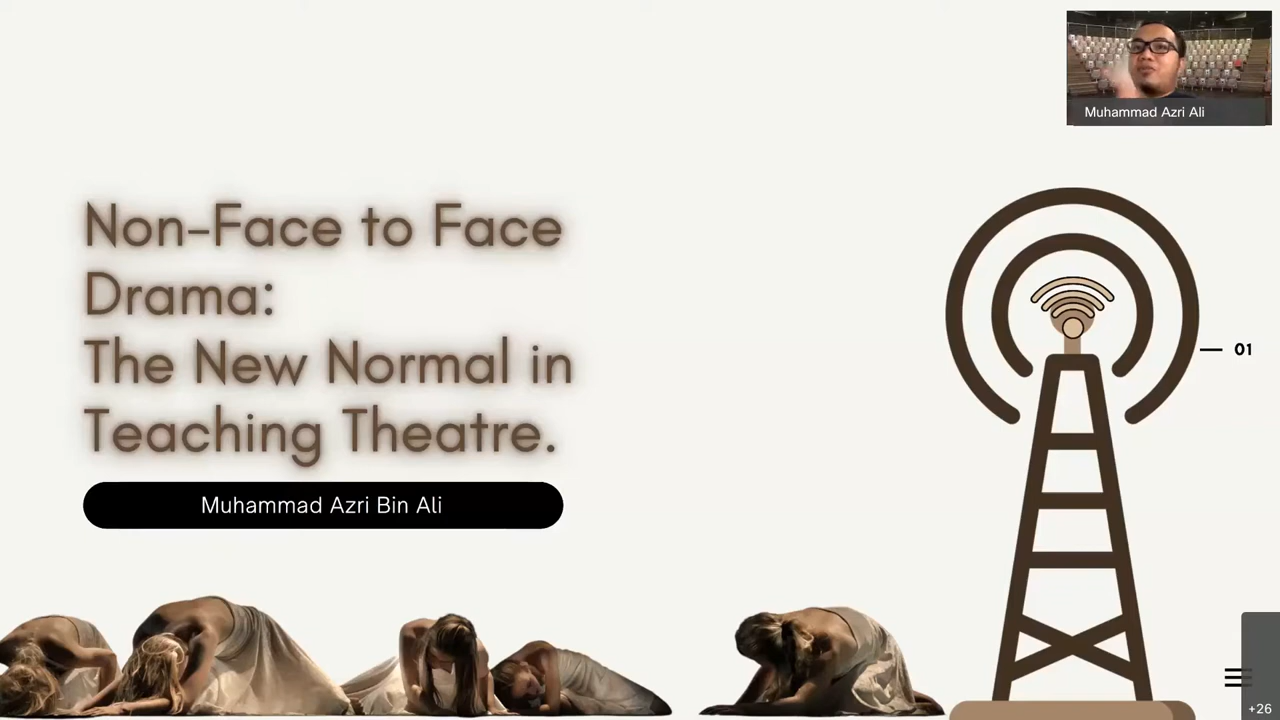 Muhammad Azri Ali
Non-Face to Face
Drama:
The New Normal in
Teaching Theatre.
Muhammad Azri Bin Ali
01
+26